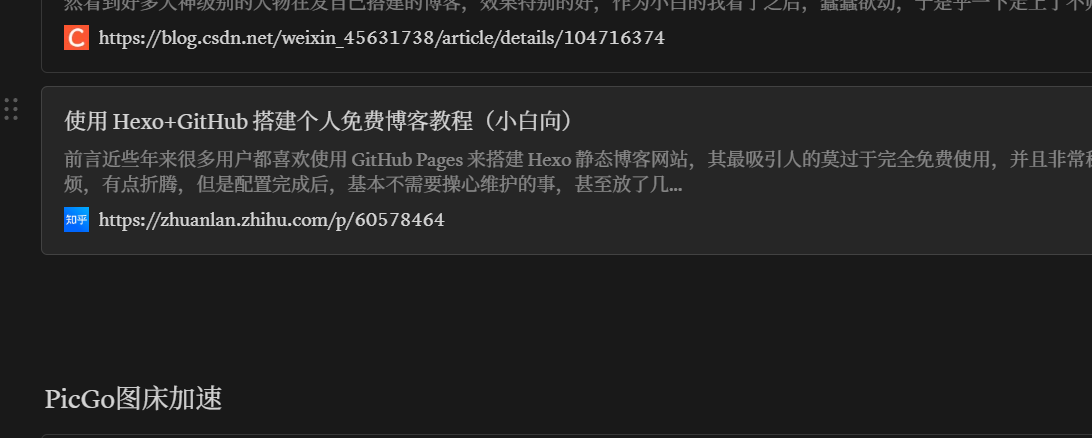 然看到好多大神级别的人物在发自己搭建的博客，效果特别的好，作为小白的我看了之后，蠢蠢欲动，于是乎一下走上了不归
C https://blog.csdn.net/weixin_45631738/article/details/104716374
使用 Hexo+GitHub 搭建个人免费博客教程（小白向）
前言近些年来很多用户都喜欢使用 GitHub Pages 来搭建 Hexo 静态博客网站，其最吸引人的莫过于完全免费使用，并且非常
烦，有点折腾，但是配置完成后，基本不需要操心维护的事，甚至放了几...
知乎 https://zhuanlan.zhihu.com/p/60578464
PicGo图床加速